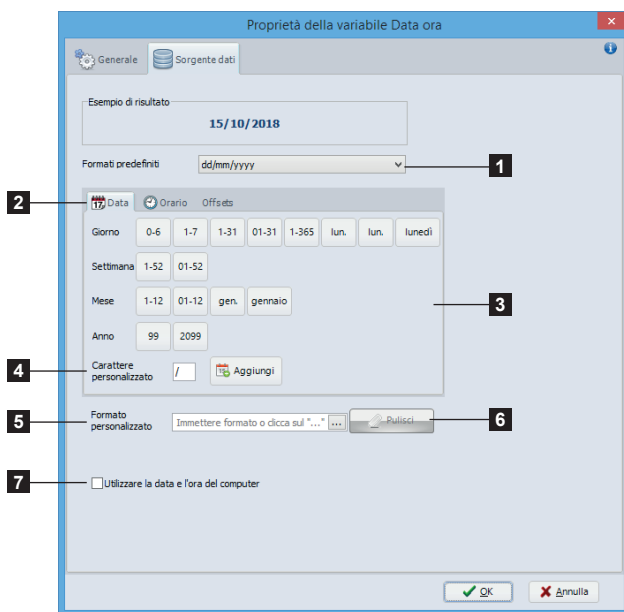 Proprietà della variabile Data ora
Generale Sorgente dati
Esempio di risultato
15/10/2018
Formati predefiniti dd/mm/yyyy 1
2 17 Data Orario Offsets
Giorno 0-6 1-7 1-31 01-31 1-365 lun. lun. lunedì
Settimana 1-52 01-52
Mese 1-12 01-12 gen. gennaio 3
Anno 99 2099
4 Carattere personalizzato / Aggiungi
5 Formato personalizzato Immettere formato o clicca sul "..." ... Pulisci 6
7 Utilizzare la data e l'ora del computer
OK Annulla